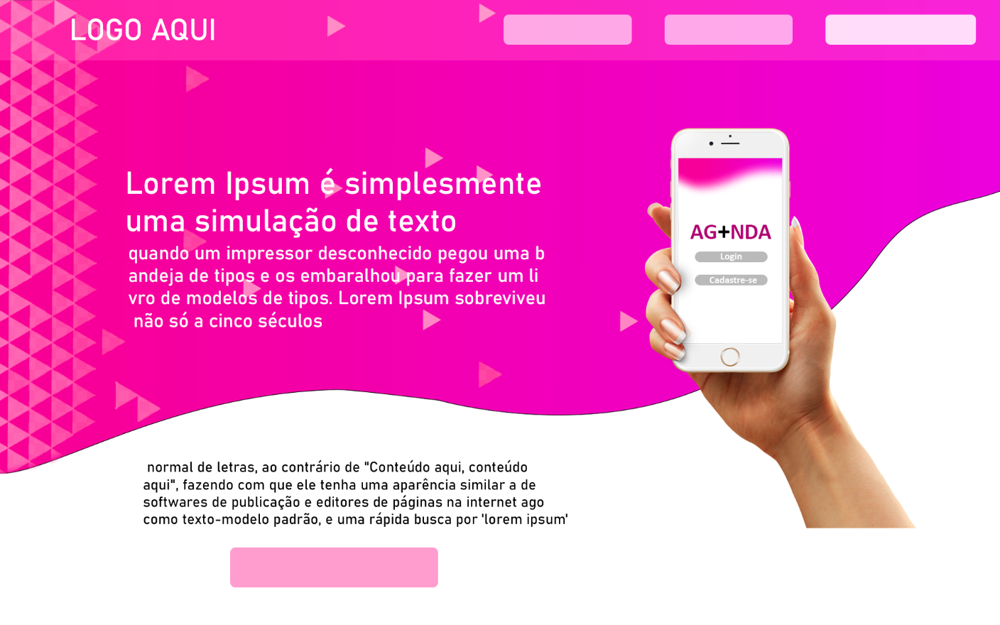 LOGO AQUI
Lorem Ipsum é simplesmente
uma simulação de texto
quando um impressor desconhecido pegou uma b
andeja de tipos e os embaralhou para fazer um li
vro de modelos de tipos. Lorem Ipsum sobreviveu
não só a cinco séculos
AG+NDA
Login
Cadastre-se
normal de letras, ao contrário de "Conteúdo aqui, conteúdo
aqui", fazendo com que ele tenha uma aparência similar a de
softwares de publicação e editores de páginas na internet ago
como texto-modelo padrão, e uma rápida busca por 'lorem ipsum'